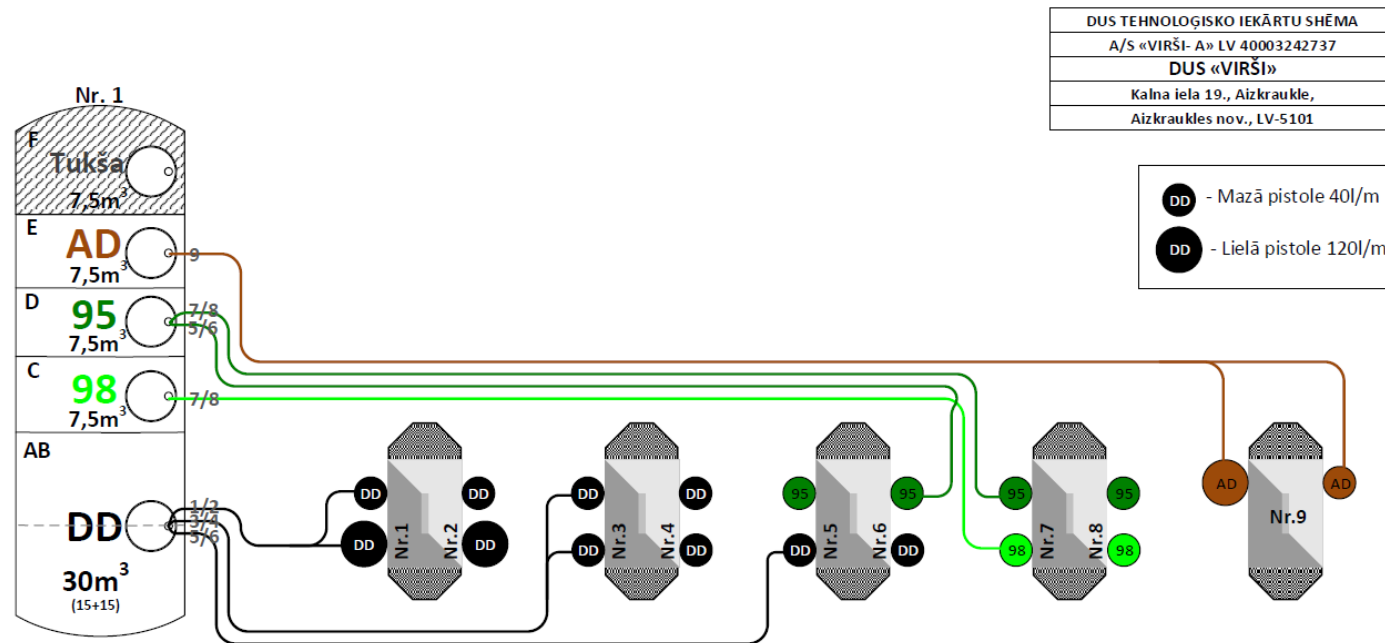 DUS TEHNOLOĢISKO IEKĀRTU SHĒMA
A/S «VIRŠI- A» LV 40003242737
DUS «VIRŠI»
Kalna iela 19., Aizkraukle,
Aizkraukles nov., LV-5101
DD - Mazā pistole 40l/m
DD - Lielā pistole 120l/m
Nr. 1
F
Tukša
7,5m³
E
AD
7,5m³
9
D
95
7,5m³
7/8
5/6
C
98
7,5m³
7/8
AB
DD
30m³
(15+15)
1/2
3/4
5/6
DD DD
DD DD
Nr.1 Nr.2
DD DD
DD DD
Nr.3 Nr.4
95 95
DD DD
Nr.5 Nr.6
95 95
98 98
Nr.7 Nr.8
AD AD
Nr.9